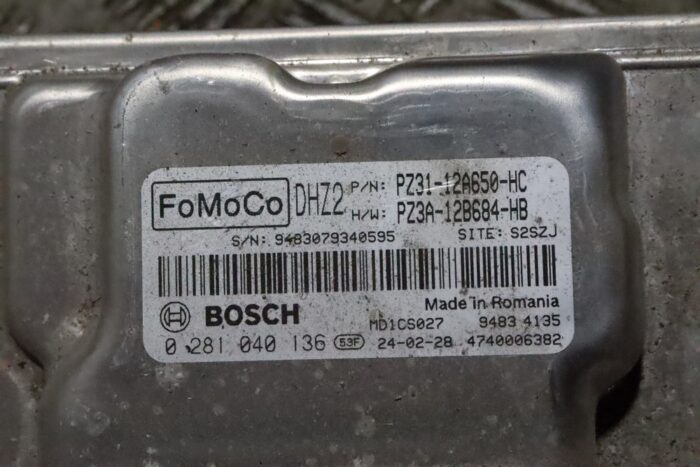 FoMoCo DHZ2 P/N: PZ31-12A650-HC
H/W: PZ3A-12B684-HB
S/N: 9483079340595 SITE: S2SZJ
BOSCH Made in Romania
MD1CS027 9483 4135
0 281 040 136 53F 24-02-28 4740006382